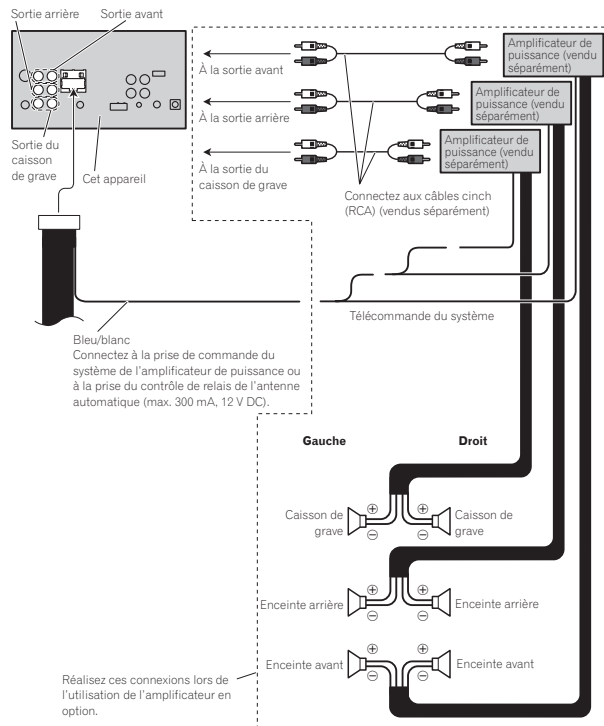 Sortie arrière
Sortie avant
Sortie du
caisson
de grave
Cet appareil
À la sortie avant
À la sortie arrière
À la sortie du
caisson de grave
Amplificateur de
puissance (vendu
séparément)
Amplificateur de
puissance (vendu
séparément)
Amplificateur de
puissance (vendu
séparément)
Connectez aux câbles cinch
(RCA) (vendus séparément)
Télécommande du système
Bleu/blanc
Connectez à la prise de commande du
système de l'amplificateur de puissance ou
à la prise du contrôle de relais de l'antenne
automatique (max. 300 mA, 12 V DC).
Gauche
Droit
Caisson de
grave
⊕
⊖
⊕
⊖
Caisson de
grave
Enceinte arrière
⊕
⊖
⊕
⊖
Enceinte arrière
Enceinte avant
⊕
⊖
⊕
⊖
Enceinte avant
Réalisez ces connexions lors de
l'utilisation de l'amplificateur en
option.